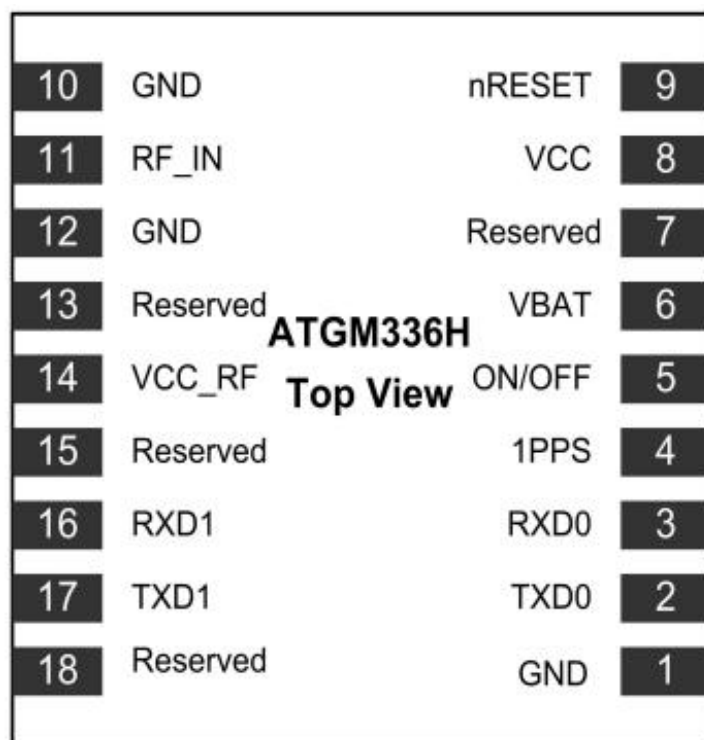 10 GND nRESET 9
11 RF_IN VCC 8
12 GND Reserved 7
13 Reserved VBAT 6
ATGM336H
14 VCC_RF ON/OFF 5
Top View
15 Reserved 1PPS 4
16 RXD1 RXD0 3
17 TXD1 TXD0 2
18 Reserved GND 1